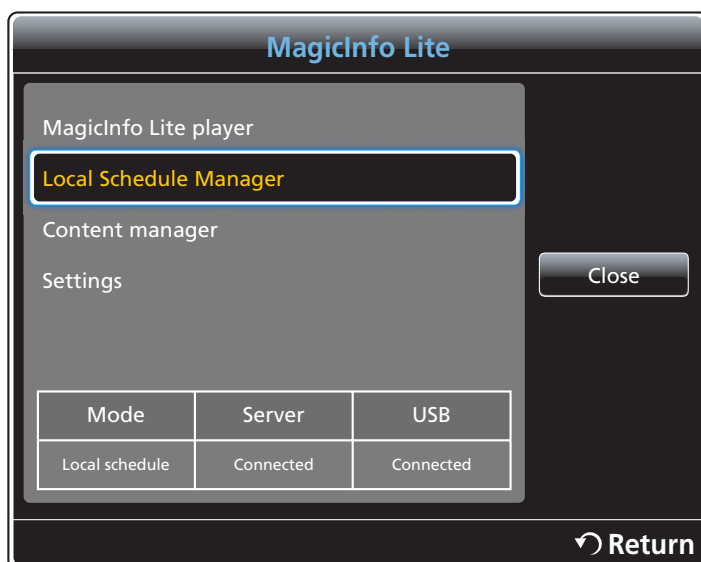 MagicInfo Lite
MagicInfo Lite player
Local Schedule Manager
Content manager
Settings
Close
Mode Server USB
Local schedule Connected Connected
Return